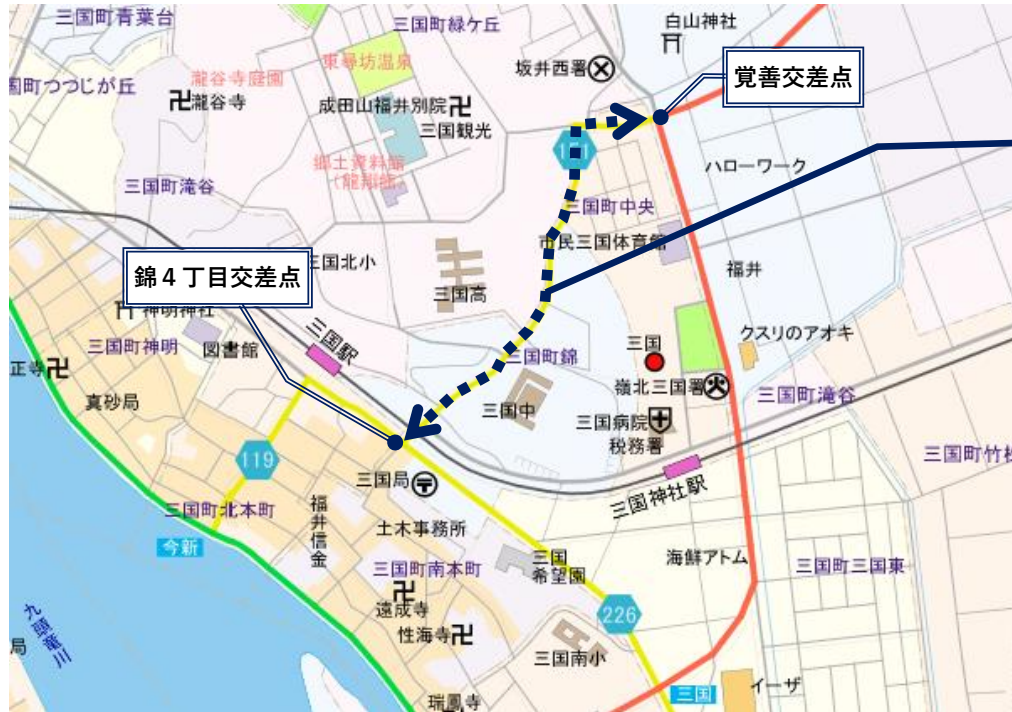 三国町青葉台
三国町緑ケ丘
白山神社
東尋坊温泉
坂井西署
覚善交差点
国町つつじが丘
瀧谷寺庭園
瀧谷寺
成田山福井別院
三国観光
151
ハローワーク
郷土資料館
（龍翔館）
三国町滝谷
三国町中央
市民三国体育館
錦４丁目交差点
三国北小
福井
三国高
神明神社
三国駅
クスリのアオキ
三国町神明
図書館
三国町錦
三国
正寺
嶺北三国署
真砂局
三国中
三国病院
税務署
三国町滝谷
119
三国町竹松
三国局
三国神社駅
三国町北本町
福井信金
土木事務所
今新
三国町南本町
三国
希望園
海鮮アトム
三国町三国東
遠成寺
九頭竜川
226
局
性海寺
三国南小
瑞鳳寺
三国
イーザ